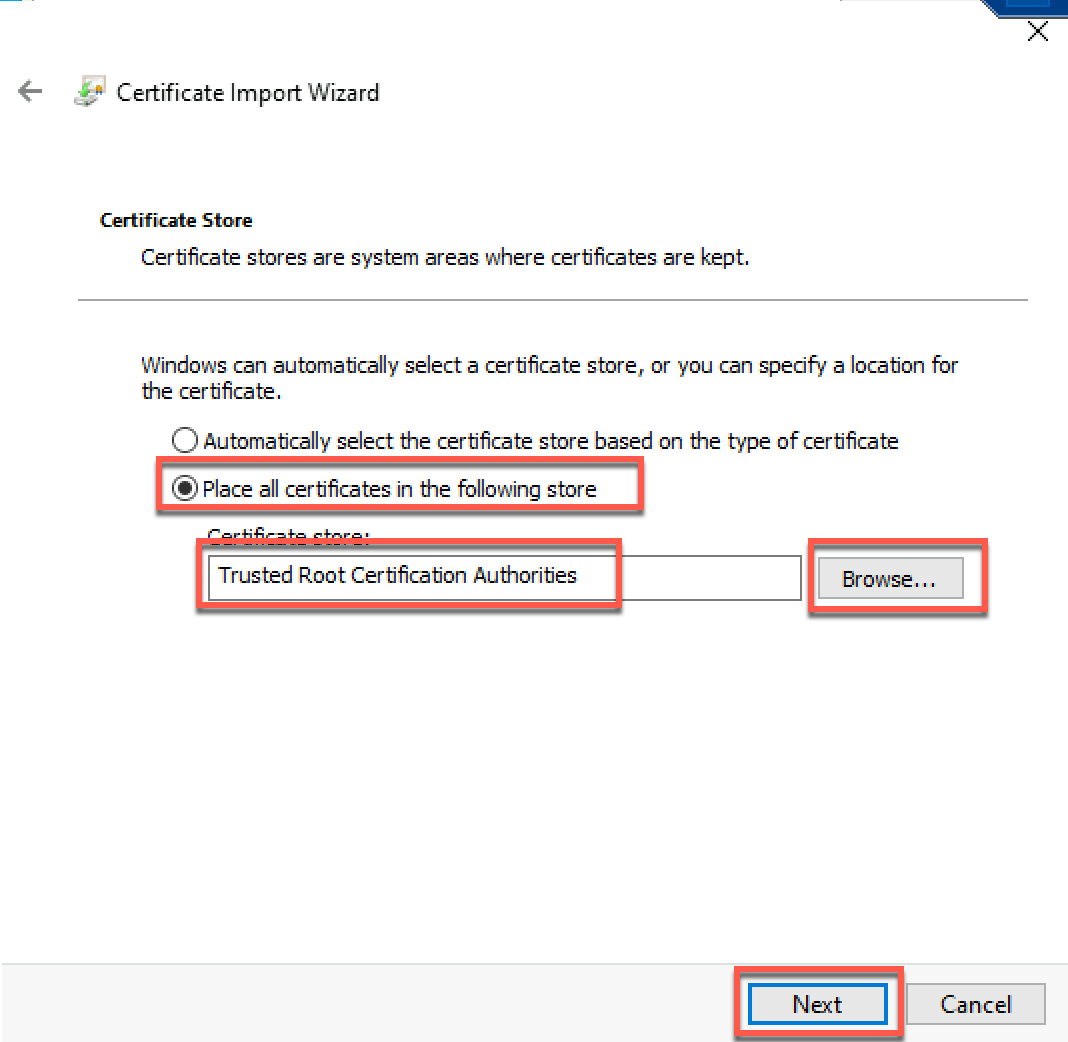 Certificate Import Wizard
Certificate Store
Certificate stores are system areas where certificates are kept.
Windows can automatically select a certificate store, or you can specify a location for
the certificate.
Automatically select the certificate store based on the type of certificate
Place all certificates in the following store
Certificate store:
Trusted Root Certification Authorities
Browse...
Next
Cancel